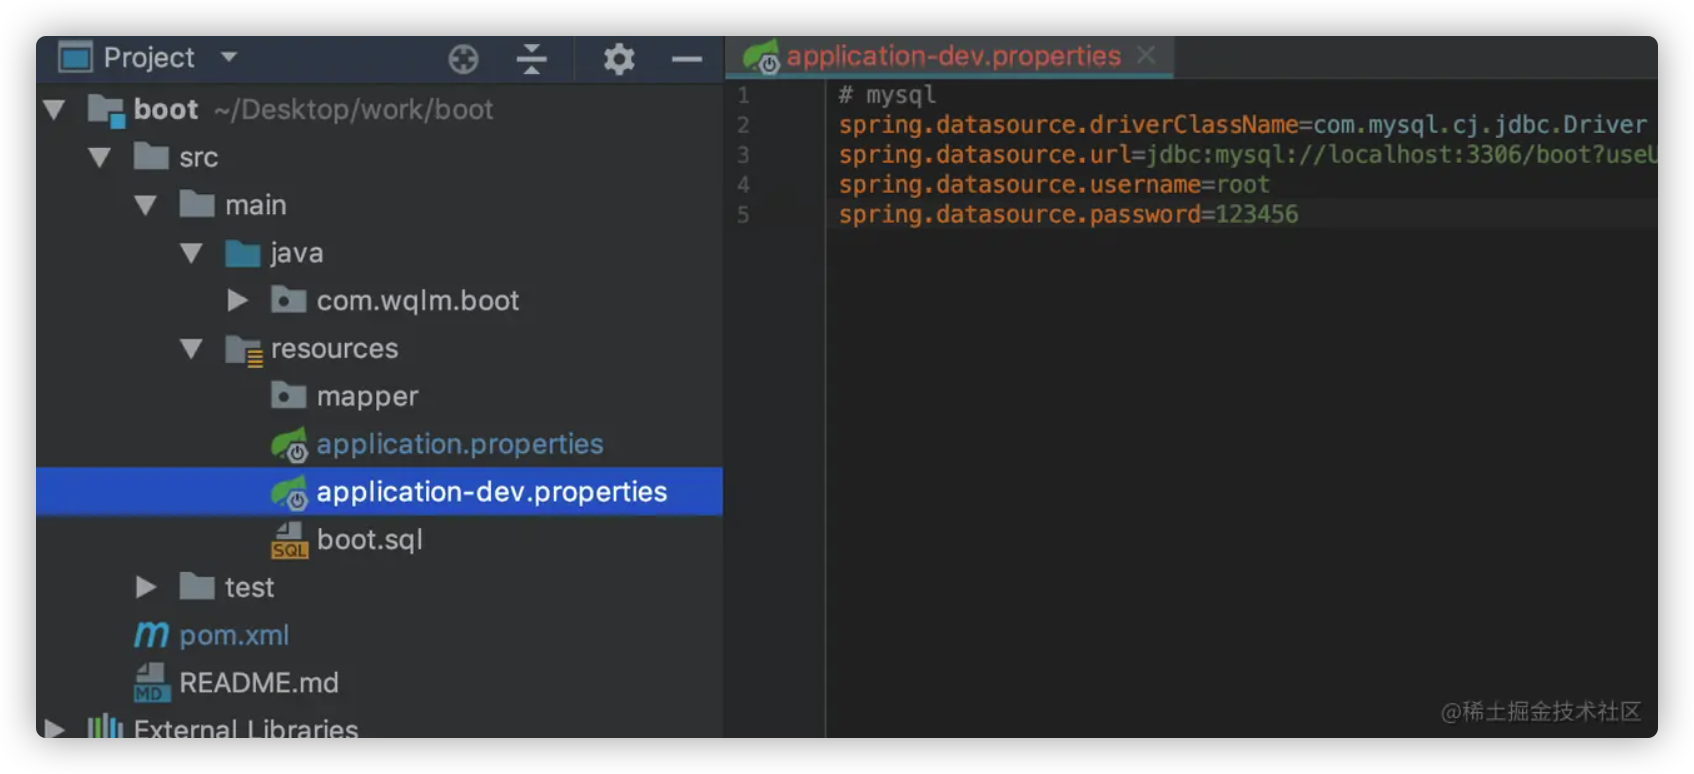 Project
boot ~/Desktop/work/boot
src
main
java
com.wqlm.boot
resources
mapper
application.properties
application-dev.properties
SQL boot.sql
test
m pom.xml
MD README.md
External Libraries
application-dev.properties
1 # mysql
2 spring.datasource.driverClassName=com.mysql.cj.jdbc.Driver
3 spring.datasource.url=jdbc:mysql://localhost:3306/boot?useU
4 spring.datasource.username=root
5 spring.datasource.password=123456
@稀土掘金技术社区